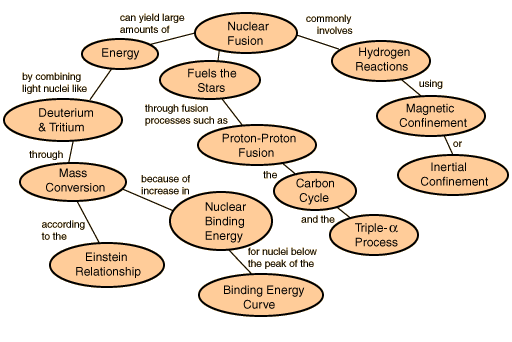 can yield large
amounts of
Nuclear
Fusion
commonly
involves
Energy
Fuels the
Stars
Hydrogen
Reactions
by combining
light nuclei like
through fusion
processes such as
using
Deuterium
& Tritium
Magnetic
Confinement
Proton-Proton
Fusion
or
through
Mass
Conversion
because of
increase in
the
Carbon
Cycle
Inertial
Confinement
Nuclear
Binding
Energy
and the
Triple-α
Process
according
to the
Einstein
Relationship
for nuclei below
the peak of the
Binding Energy
Curve